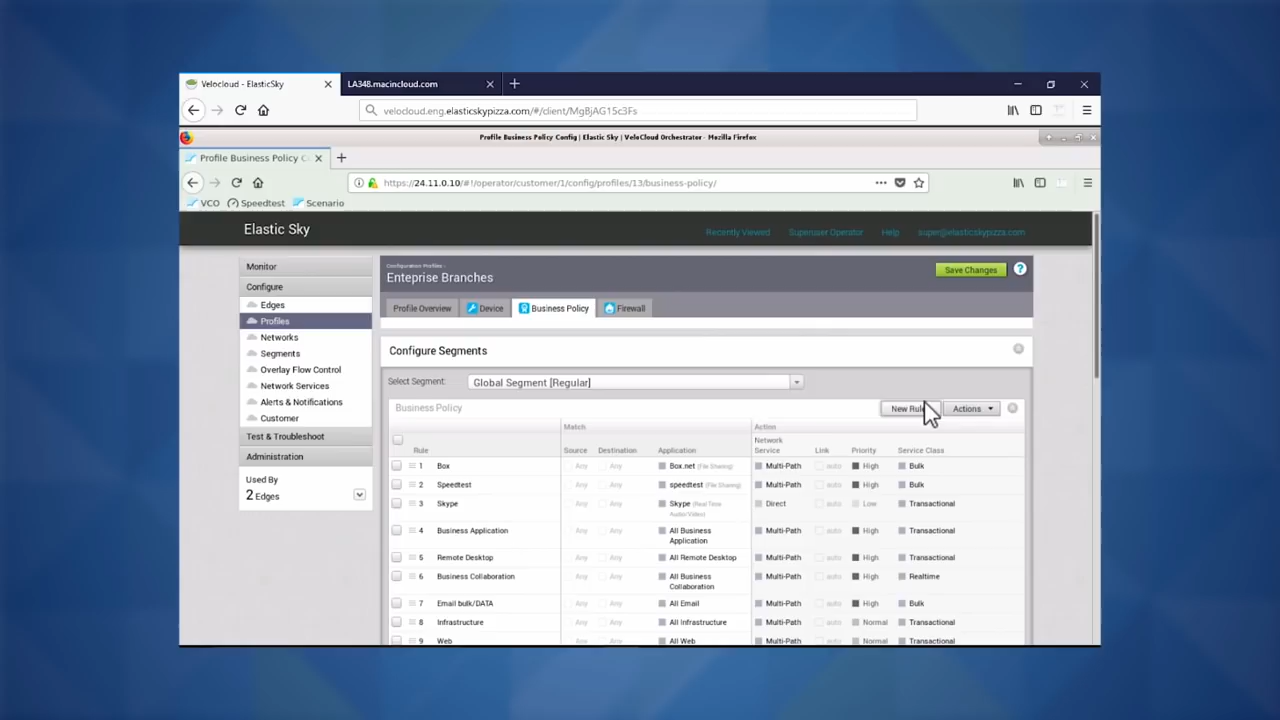 Velocloud - ElasticSky
LA348.macincloud.com
velocloud.eng.elasticskypizza.com/#/client/MgBjAG15c3Fs
Profile Business Policy Config | Elastic Sky | VeloCloud Orchestrator - Mozilla Firefox
Profile Business Policy C
https://24.11.0.10/#!/operator/customer/1/config/profiles/13/business-policy/
VCO Speedtest Scenario
Elastic Sky
Recently Viewed Superuser Operator Help super@elasticskypizza.com
Monitor
Configure
Edges
Profiles
Networks
Segments
Overlay Flow Control
Network Services
Alerts & Notifications
Customer
Test & Troubleshoot
Administration
Used By
2 Edges
Configuration Profiles -
Enteprise Branches
Save Changes ?
Profile Overview Device Business Policy Firewall
Configure Segments
Select Segment: Global Segment [Regular]
Business Policy New Rule Actions
Match Action
Rule Source Destination Application Network Service Link Priority Service Class
1 Box Any Any Box.net (File Sharing) Multi-Path auto High Bulk
2 Speedtest Any Any speedtest (File Sharing) Multi-Path auto High Bulk
3 Skype Any Any Skype (Real Time Audio/Video) Direct auto Low Transactional
4 Business Application Any Any All Business Application Multi-Path auto High Transactional
5 Remote Desktop Any Any All Remote Desktop Multi-Path auto High Transactional
6 Business Collaboration Any Any All Business Collaboration Multi-Path auto High Realtime
7 Email bulk/DATA Any Any All Email Multi-Path auto High Bulk
8 Infrastructure Any Any All Infrastructure Multi-Path auto Normal Transactional
9 Web Any Any All Web Multi-Path auto Normal Transactional